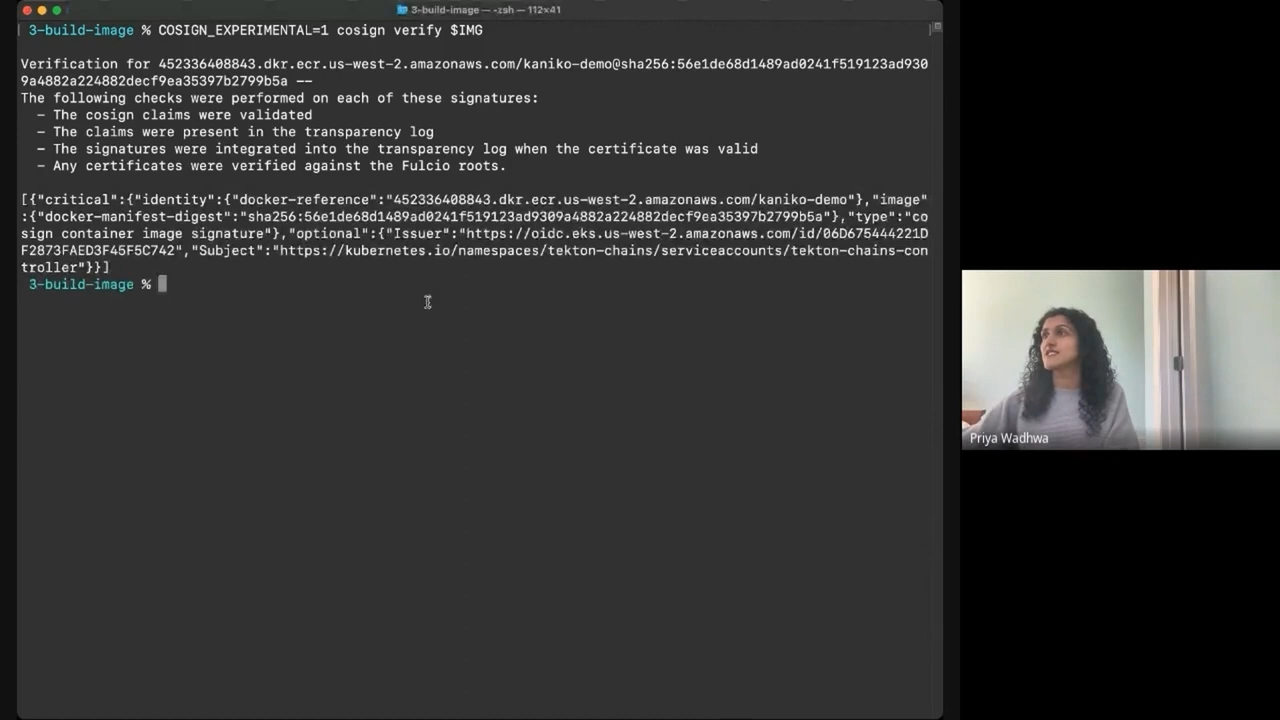 3-build-image — -zsh — 112×41
3-build-image % COSIGN_EXPERIMENTAL=1 cosign verify $IMG
Verification for 452336408843.dkr.ecr.us-west-2.amazonaws.com/kaniko-demo@sha256:56e1de68d1489ad0241f519123ad930
9a4882a224882decf9ea35397b2799b5a --
The following checks were performed on each of these signatures:
- The cosign claims were validated
- The claims were present in the transparency log
- The signatures were integrated into the transparency log when the certificate was valid
- Any certificates were verified against the Fulcio roots.
[{"critical":{"identity":{"docker-reference":"452336408843.dkr.ecr.us-west-2.amazonaws.com/kaniko-demo"},"image"
:{"docker-manifest-digest":"sha256:56e1de68d1489ad0241f519123ad9309a4882a224882decf9ea35397b2799b5a"},"type":"co
sign container image signature"},"optional":{"Issuer":"https://oidc.eks.us-west-2.amazonaws.com/id/06D675444221D
F2873FAED3F45F5C742","Subject":"https://kubernetes.io/namespaces/tekton-chains/serviceaccounts/tekton-chains-con
troller"}}]
3-build-image %
Priya Wadhwa